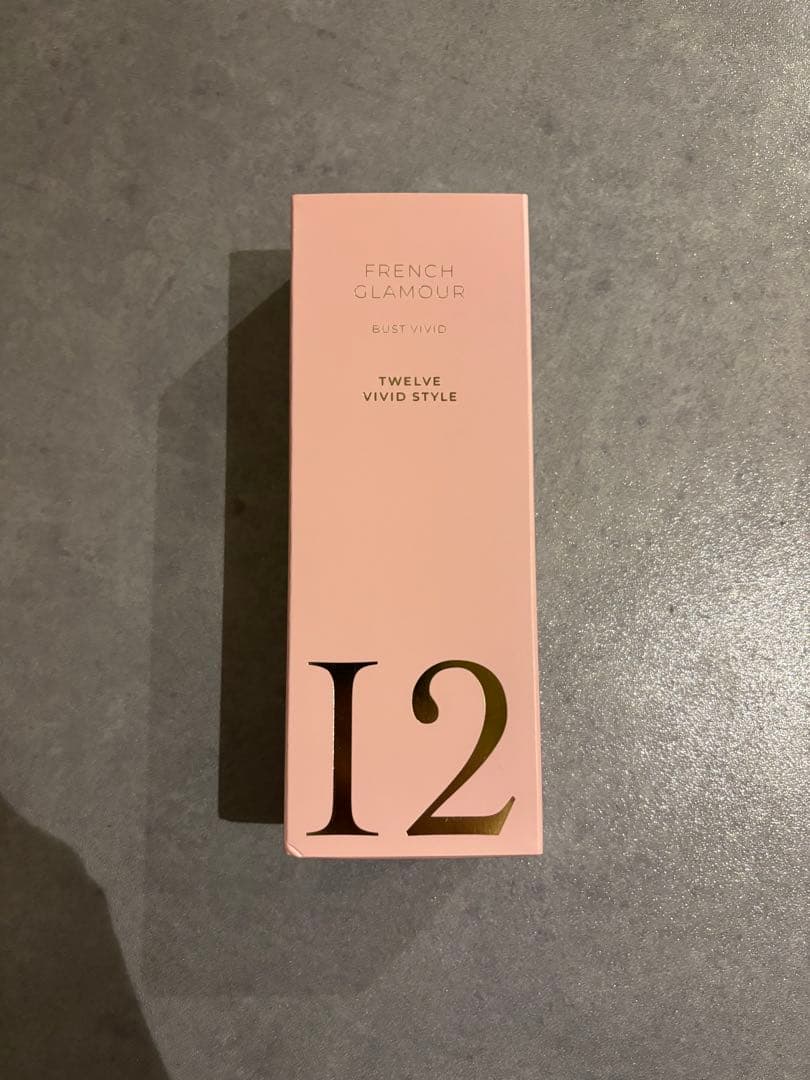 FRENCH
GLAMOUR
BUST VIVID
TWELVE
VIVID STYLE
12